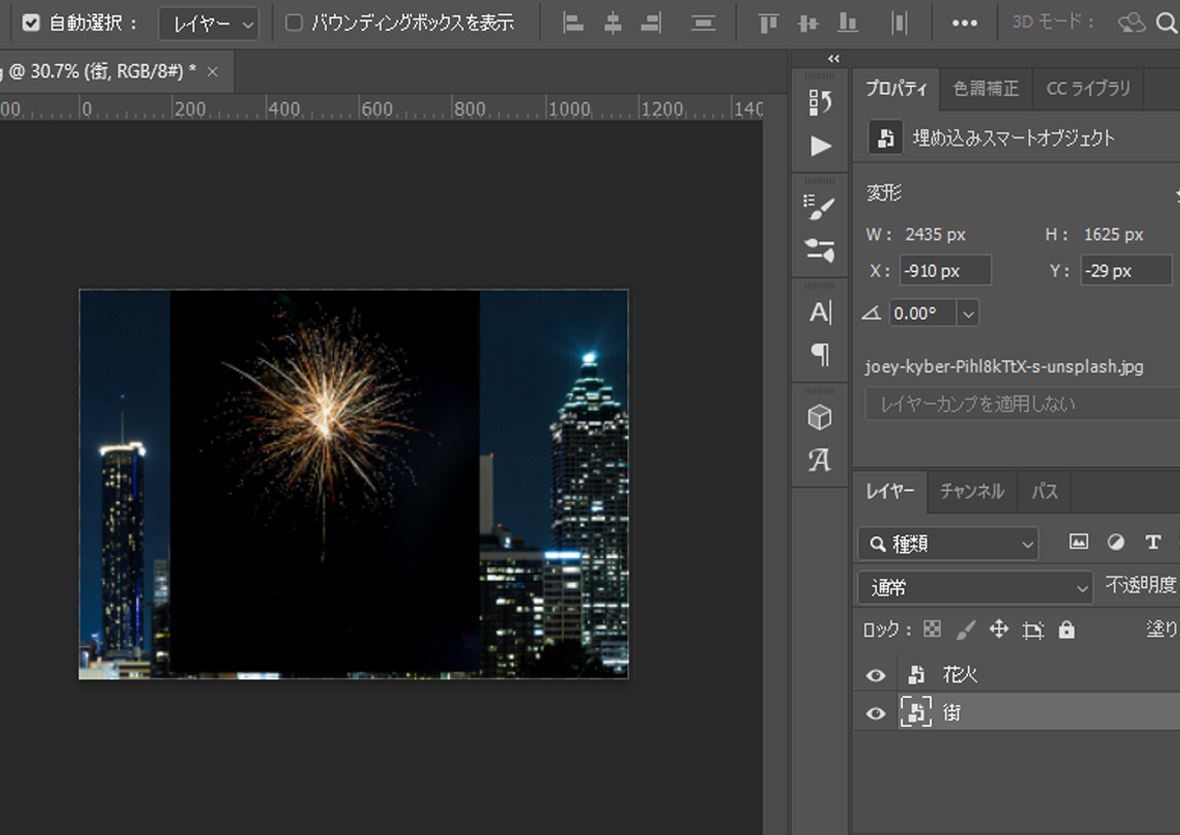 自動選択： レイヤー バウンディングボックスを表示 3D モード：
@ 30.7% (街, RGB/8#) * ×
00 0 200 400 600 800 1000 1200 140
プロパティ 色調補正 CC ライブラリ
埋め込みスマートオブジェクト
変形
W： 2435 px H： 1625 px
X： -910 px Y： -29 px
0.00°
joey-kyber-Pihl8kTtX-s-unsplash.jpg
レイヤーカンプを適用しない
レイヤー チャンネル パス
種類
通常 不透明度
ロック： 塗り
花火
街